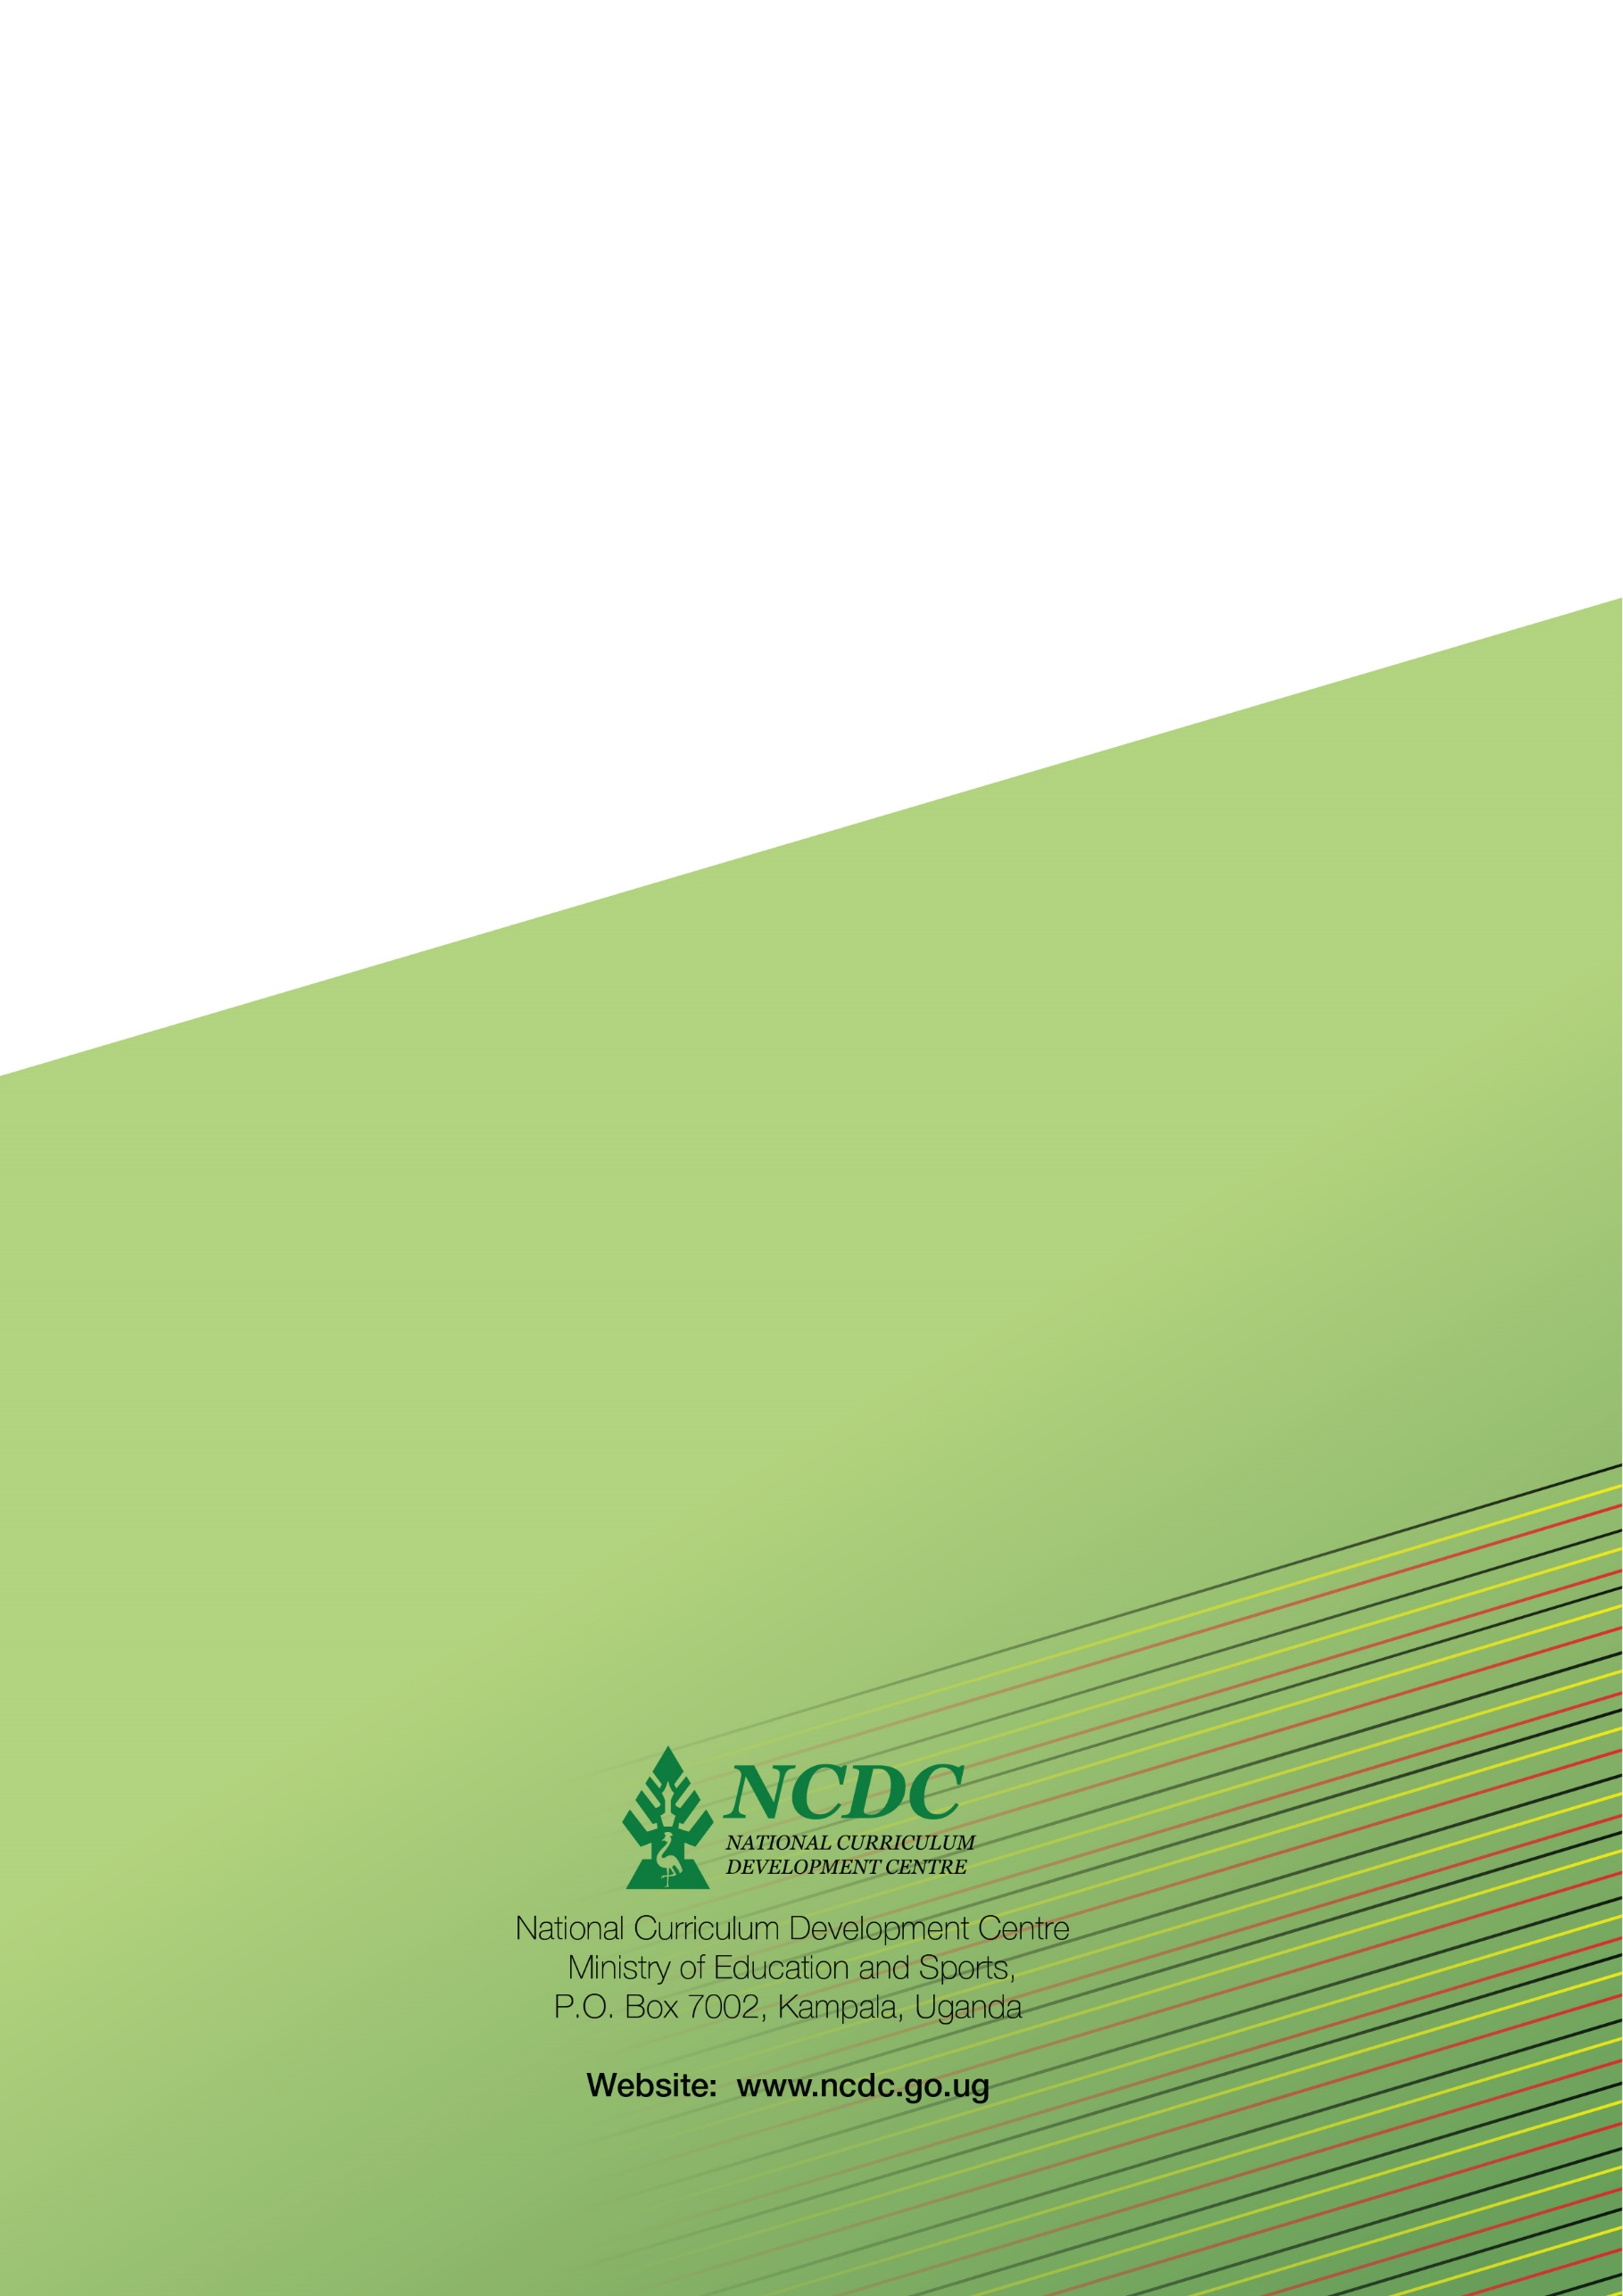 NCDC
NATIONAL CURRICULUM
DEVELOPMENT CENTRE
National Curriculum Development Centre
Ministry of Education and Sports,
P.O. Box 7002, Kampala, Uganda
Website: www.ncdc.go.ug